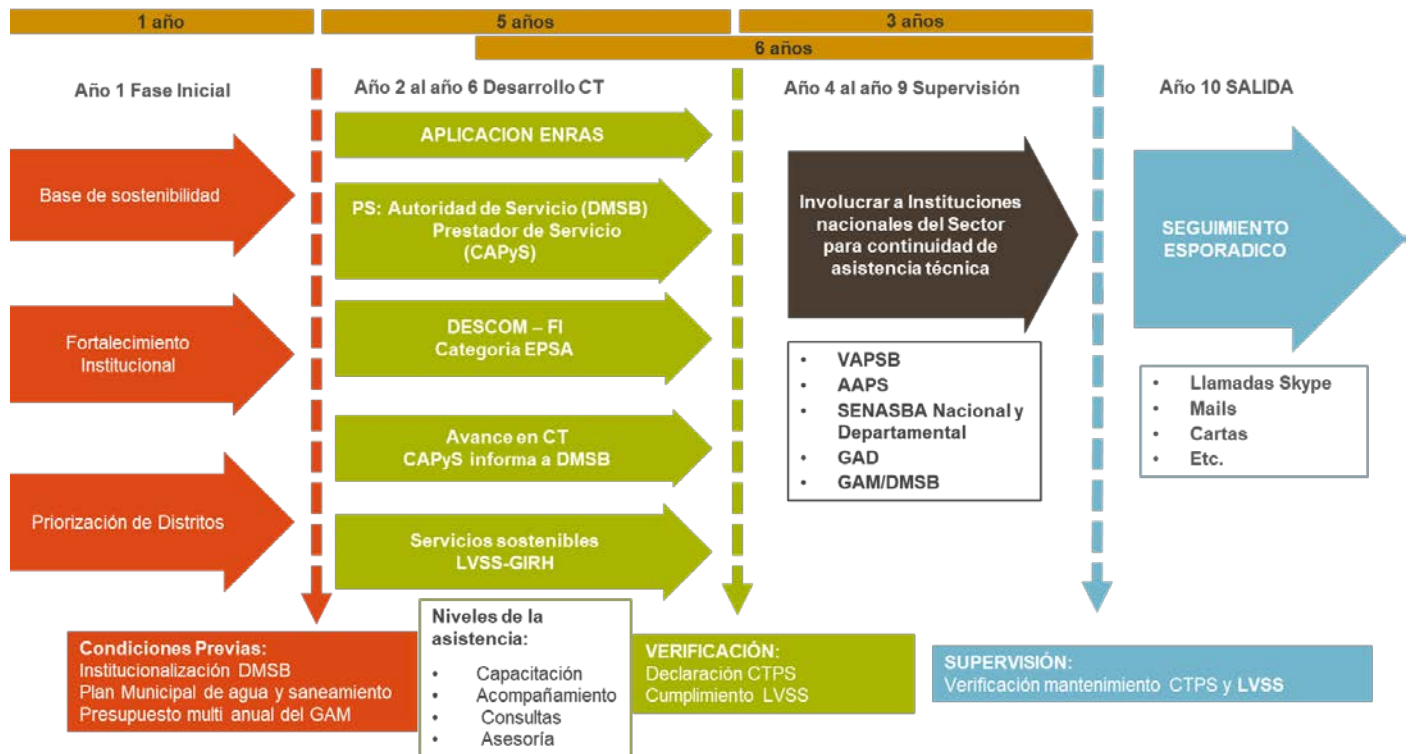 1 año
5 años
3 años
6 años
Año 1 Fase Inicial
Año 2 al año 6 Desarrollo CT
Año 4 al año 9 Supervisión
Año 10 SALIDA
Base de sostenibilidad
Fortalecimiento
Institucional
Priorización de Distritos
APLICACION ENRAS
PS: Autoridad de Servicio (DMSB)
Prestador de Servicio
(CAPyS)
DESCOM – FI
Categoria EPSA
Avance en CT
CAPyS informa a DMSB
Servicios sostenibles
LVSS-GIRH
Involucrar a Instituciones
nacionales del Sector
para continuidad de
asistencia técnica
• VAPSB
• AAPS
• SENASBA Nacional y
Departamental
• GAD
• GAM/DMSB
SEGUIMIENTO
ESPORADICO
• Llamadas Skype
• Mails
• Cartas
• Etc.
Condiciones Previas:
Institucionalización DMSB
Plan Municipal de agua y saneamiento
Presupuesto multi anual del GAM
Niveles de la
asistencia:
• Capacitación
• Acompañamiento
• Consultas
• Asesoría
VERIFICACIÓN:
Declaración CTPS
Cumplimiento LVSS
SUPERVISIÓN:
Verificación mantenimiento CTPS y LVSS